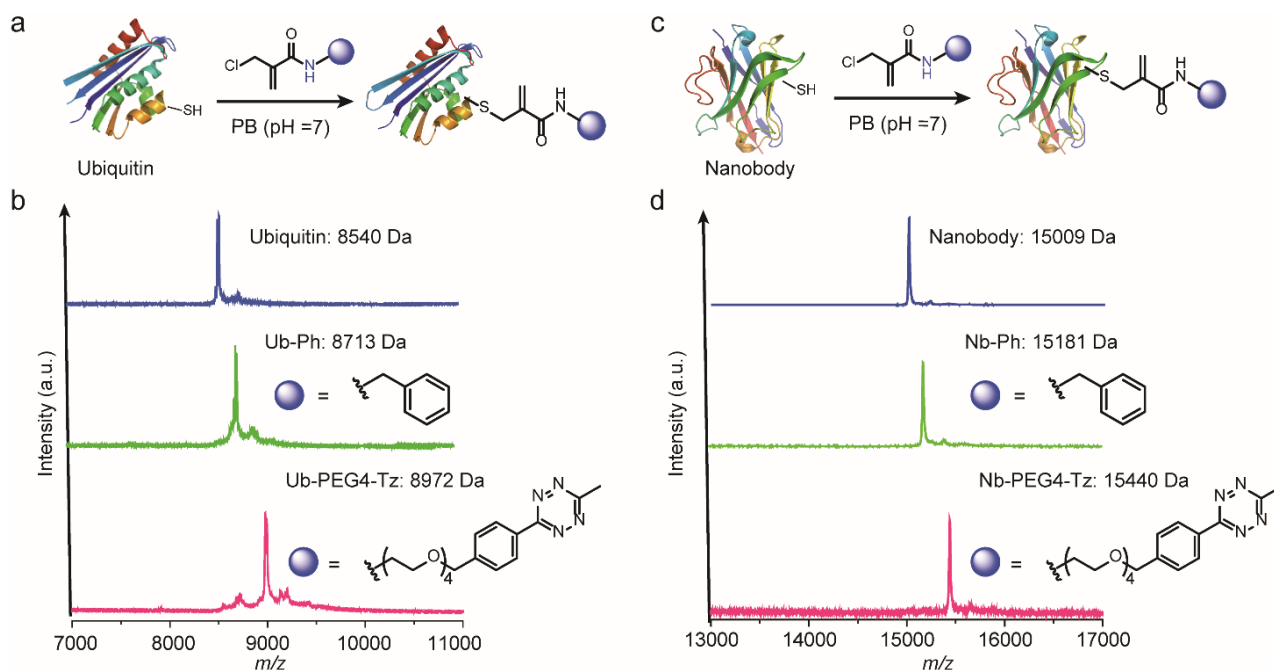 a
Cl
O
N
H
SH
PB (pH =7)
Ubiquitin
S
O
H
N
c
Cl
O
N
H
SH
PB (pH =7)
Nanobody
S
O
H
N
b
Intensity (a.u.)
Ubiquitin: 8540 Da
Ub-Ph: 8713 Da
=
Ub-PEG4-Tz: 8972 Da
=
O
4
N
N
N
N
7000 8000 9000 10000 11000
m/z
d
Intensity (a.u.)
Nanobody: 15009 Da
Nb-Ph: 15181 Da
=
Nb-PEG4-Tz: 15440 Da
=
O
4
N
N
N
N
13000 14000 15000 16000 17000
m/z